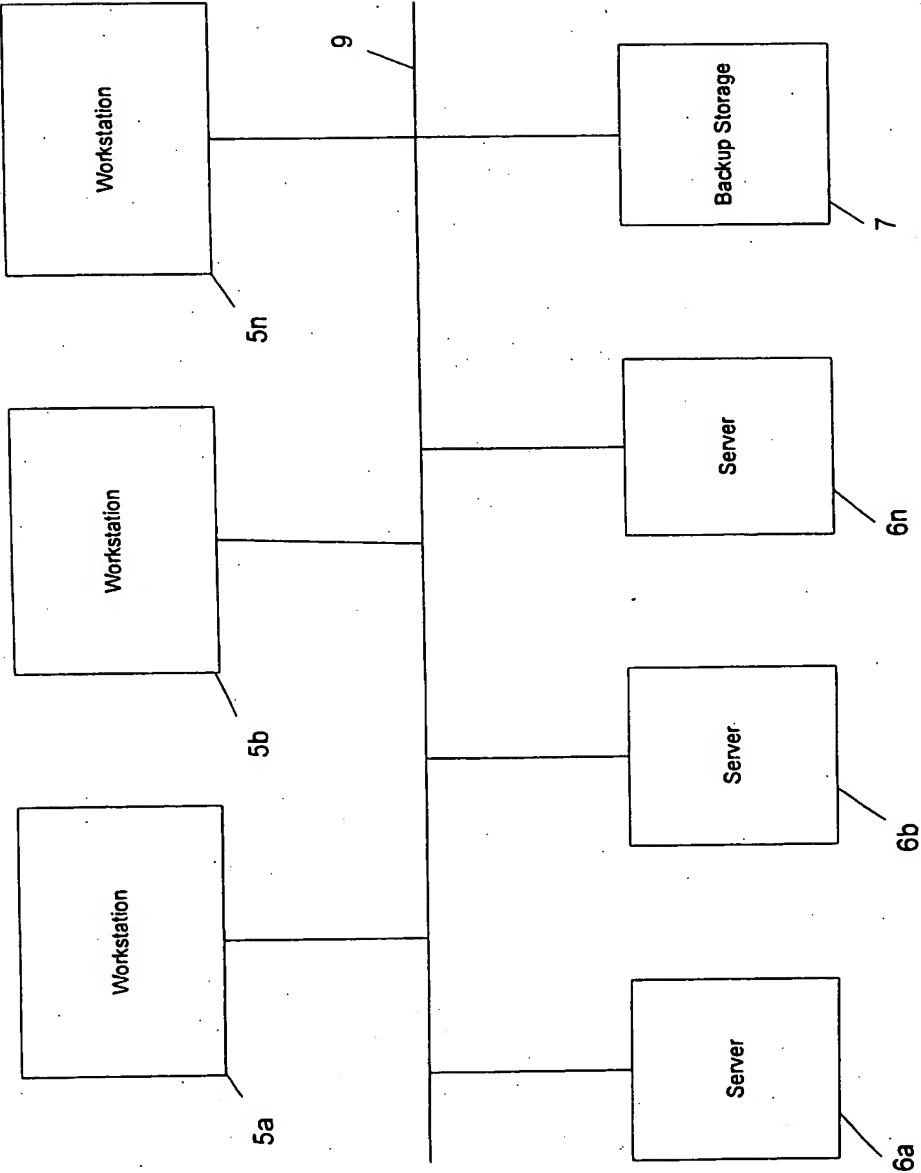 Workstation
5a
Workstation
5b
Workstation
5n
9
Server
6a
Server
6b
Server
6n
Backup Storage
7